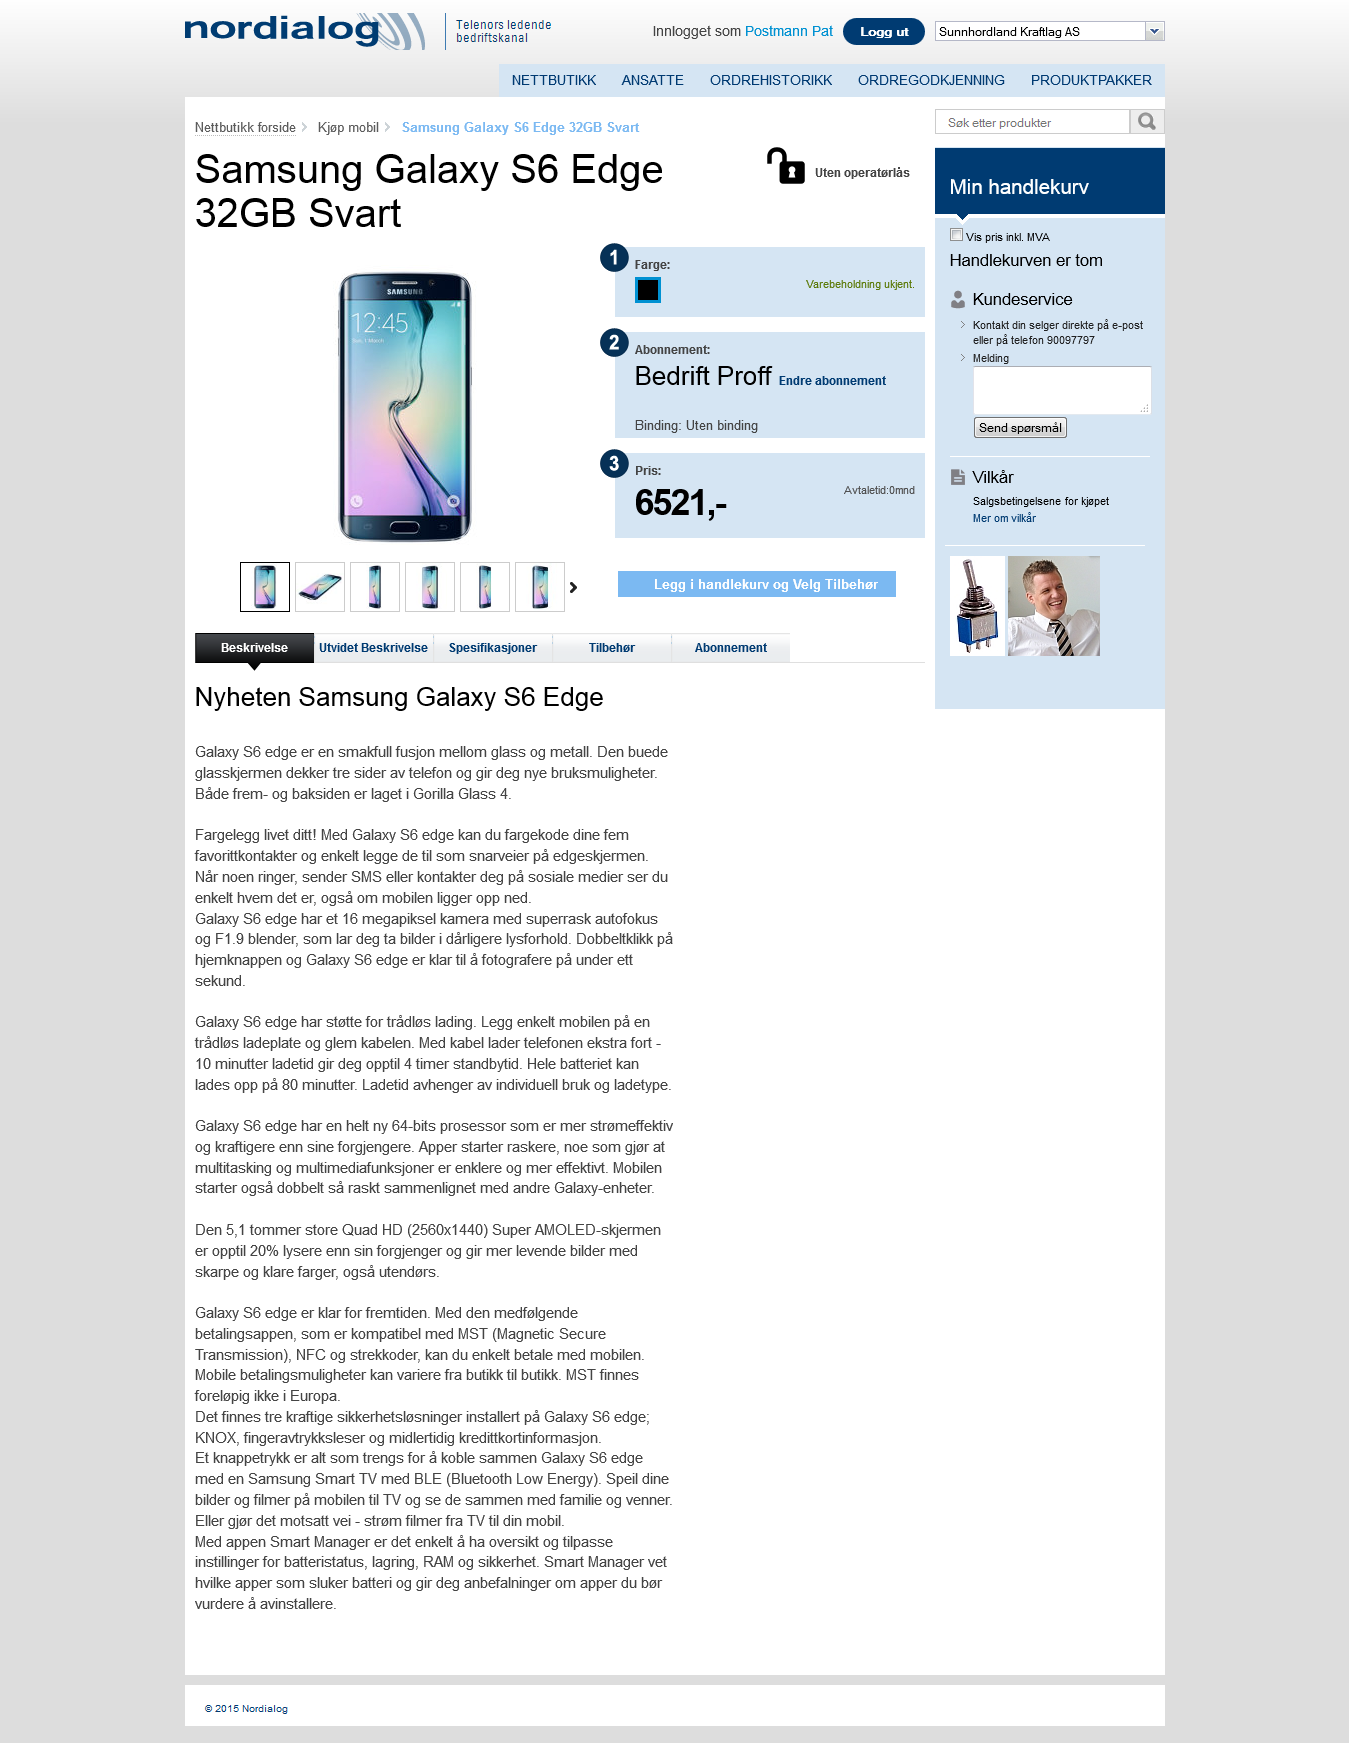 nordialog
Telenors ledende
bedriftskanal
Innlogget som Postmann Pat
Logg ut
Sunnhordland Kraftlag AS
NETTBUTIKK ANSATTE ORDREHISTORIKK ORDREGODKJENNING PRODUKTPAKKER
Nettbutikk forside Kjøp mobil Samsung Galaxy S6 Edge 32GB Svart
Søk etter produkter
Samsung Galaxy S6 Edge
32GB Svart
Uten operatørlås
SAMSUNG
12:45
Sun, 1 March
1
Farge:
Varebeholdning ukjent.
2
Abonnement:
Bedrift Proff Endre abonnement
Binding: Uten binding
3
Pris:
6521,-
Avtaletid:0mnd
Legg i handlekurv og Velg Tilbehør
Min handlekurv
Vis pris inkl. MVA
Handlekurven er tom
Kundeservice
Kontakt din selger direkte på e-post
eller på telefon 90097797
Melding
Send spørsmål
Vilkår
Salgsbetingelsene for kjøpet
Mer om vilkår
Beskrivelse Utvidet Beskrivelse Spesifikasjoner Tilbehør Abonnement
Nyheten Samsung Galaxy S6 Edge
Galaxy S6 edge er en smakfull fusjon mellom glass og metall. Den buede
glasskjermen dekker tre sider av telefon og gir deg nye bruksmuligheter.
Både frem- og baksiden er laget i Gorilla Glass 4.
Fargelegg livet ditt! Med Galaxy S6 edge kan du fargekode dine fem
favorittkontakter og enkelt legge de til som snarveier på edgeskjermen.
Når noen ringer, sender SMS eller kontakter deg på sosiale medier ser du
enkelt hvem det er, også om mobilen ligger opp ned.
Galaxy S6 edge har et 16 megapiksel kamera med superrask autofokus
og F1.9 blender, som lar deg ta bilder i dårligere lysforhold. Dobbeltklikk på
hjemknappen og Galaxy S6 edge er klar til å fotografere på under ett
sekund.
Galaxy S6 edge har støtte for trådløs lading. Legg enkelt mobilen på en
trådløs ladeplate og glem kabelen. Med kabel lader telefonen ekstra fort -
10 minutter ladetid gir deg opptil 4 timer standbytid. Hele batteriet kan
lades opp på 80 minutter. Ladetid avhenger av individuell bruk og ladetype.
Galaxy S6 edge har en helt ny 64-bits prosessor som er mer strømeffektiv
og kraftigere enn sine forgjengere. Apper starter raskere, noe som gjør at
multitasking og multimediafunksjoner er enklere og mer effektivt. Mobilen
starter også dobbelt så raskt sammenlignet med andre Galaxy-enheter.
Den 5,1 tommer store Quad HD (2560x1440) Super AMOLED-skjermen
er opptil 20% lysere enn sin forgjenger og gir mer levende bilder med
skarpe og klare farger, også utendørs.
Galaxy S6 edge er klar for fremtiden. Med den medfølgende
betalingsappen, som er kompatibel med MST (Magnetic Secure
Transmission), NFC og strekkoder, kan du enkelt betale med mobilen.
Mobile betalingsmuligheter kan variere fra butikk til butikk. MST finnes
foreløpig ikke i Europa.
Det finnes tre kraftige sikkerhetsløsninger installert på Galaxy S6 edge;
KNOX, fingeravtrykksleser og midlertidig kredittkortinformasjon.
Et knappetrykk er alt som trengs for å koble sammen Galaxy S6 edge
med en Samsung Smart TV med BLE (Bluetooth Low Energy). Speil dine
bilder og filmer på mobilen til TV og se de sammen med familie og venner.
Eller gjør det motsatt vei - strøm filmer fra TV til din mobil.
Med appen Smart Manager er det enkelt å ha oversikt og tilpasse
instillinger for batteristatus, lagring, RAM og sikkerhet. Smart Manager vet
hvilke apper som sluker batteri og gir deg anbefalninger om apper du bør
vurdere å avinstallere.
© 2015 Nordialog